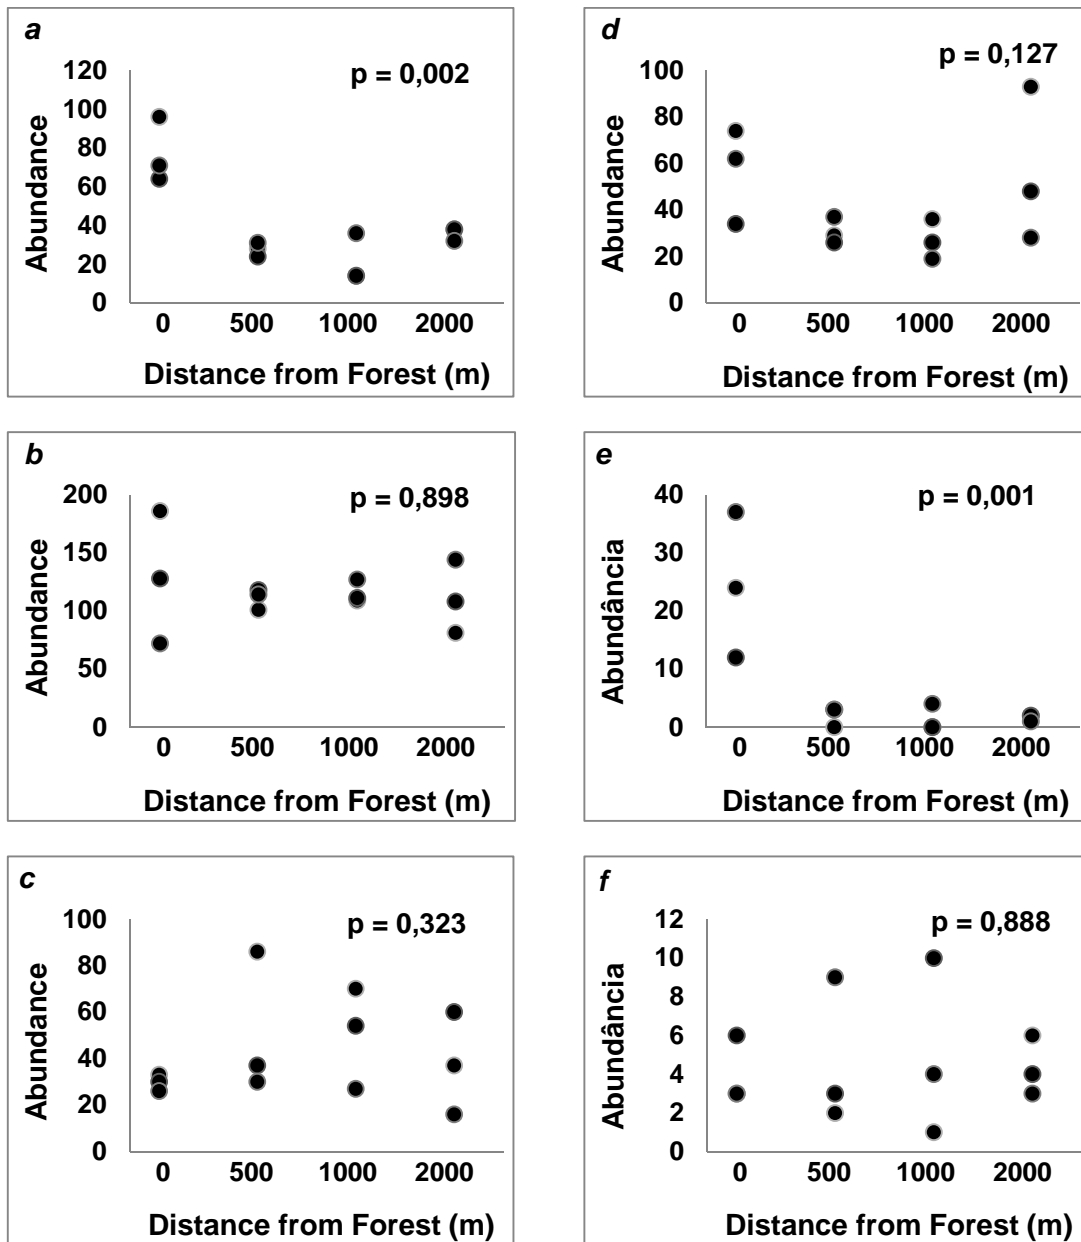 a
p = 0,002
Abundance
120
100
80
60
40
20
0
0 500 1000 2000
Distance from Forest (m)
b
p = 0,898
Abundance
200
150
100
50
0
0 500 1000 2000
Distance from Forest (m)
c
p = 0,323
Abundance
100
80
60
40
20
0
0 500 1000 2000
Distance from Forest (m)
d
p = 0,127
Abundance
100
80
60
40
20
0
0 500 1000 2000
Distance from Forest (m)
e
p = 0,001
Abundância
40
30
20
10
0
0 500 1000 2000
Distance from Forest (m)
f
p = 0,888
Abundância
12
10
8
6
4
2
0
0 500 1000 2000
Distance from Forest (m)